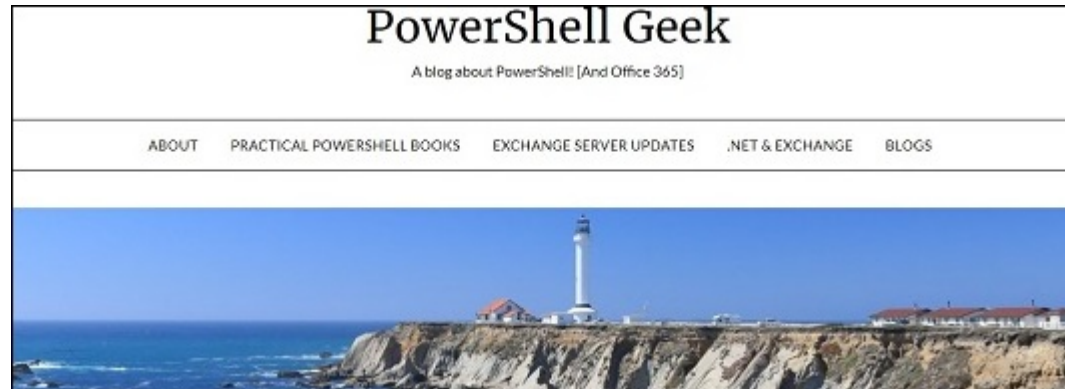 PowerShell Geek
A blog about PowerShell! [And Office 365]
ABOUT PRACTICAL POWERSHELL BOOKS EXCHANGE SERVER UPDATES .NET & EXCHANGE BLOGS